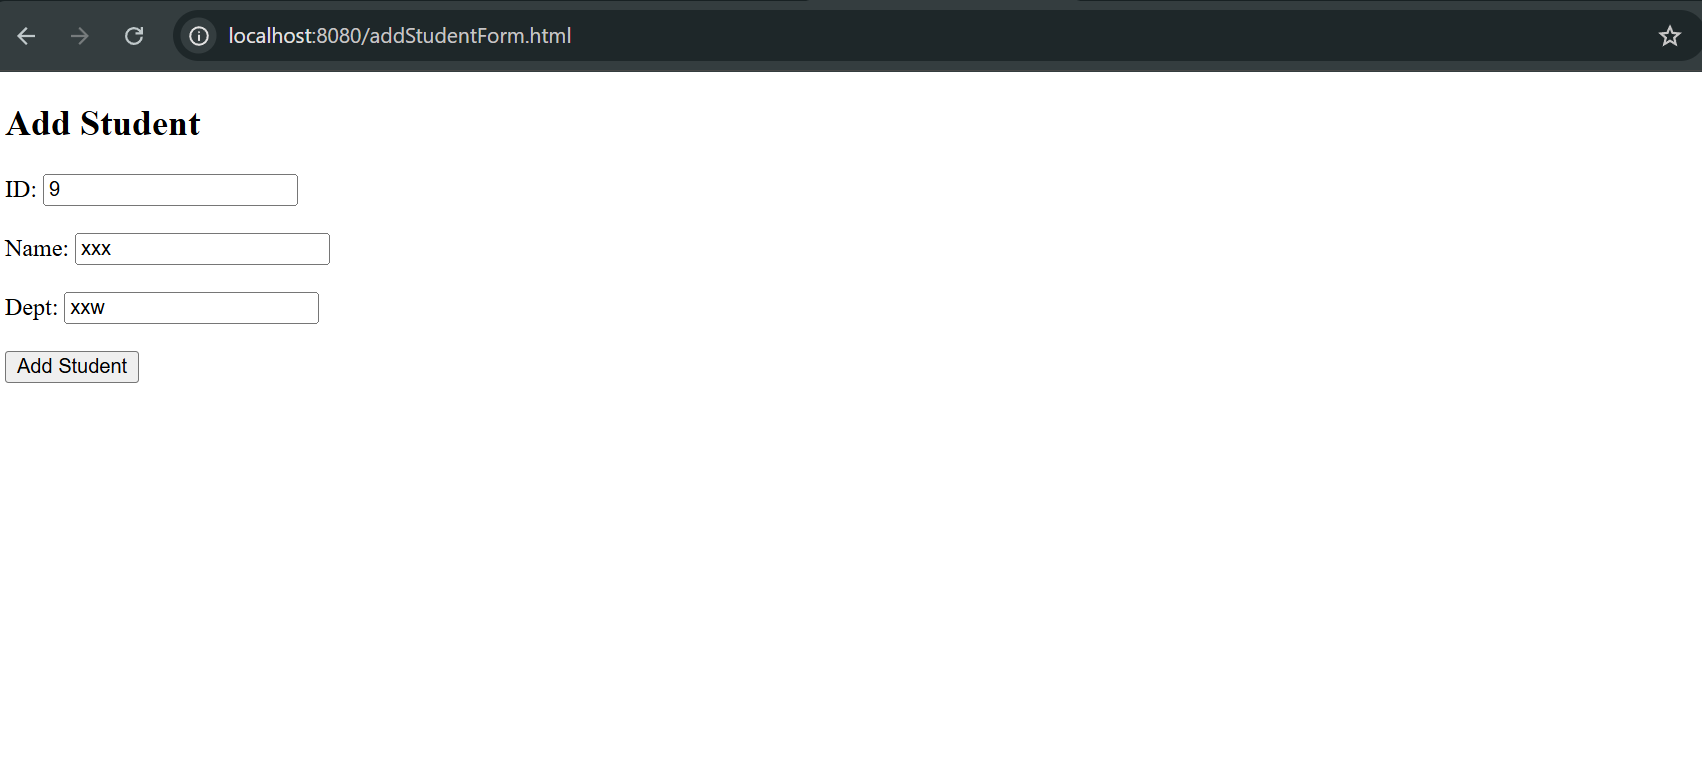 localhost:8080/addStudentForm.html
Add Student
ID: 9
Name: xxx
Dept: xxw
Add Student